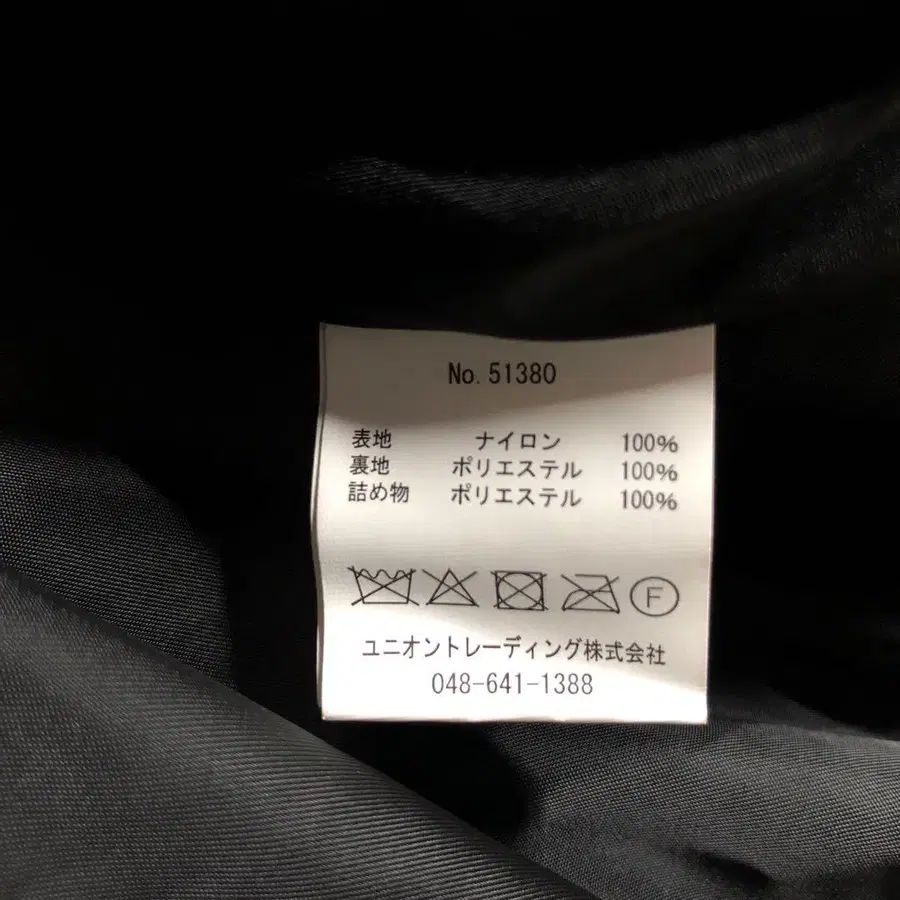 No. 51380
表地 ナイロン 100%
裏地 ポリエステル 100%
詰め物 ポリエステル 100%
F
ユニオントレーディング株式会社
048-641-1388